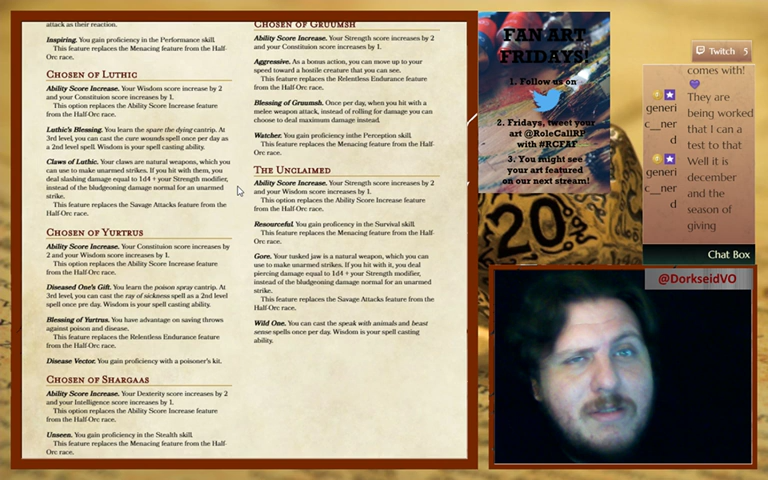 attack as their reaction.
Inspiring. You gain proficiency in the Performance skill.
This feature replaces the Menacing feature from the Half-
Orc race.
Chosen of Luthic
Ability Score Increase. Your Wisdom score increase by 2
and your Constituion score increases by 1.
This option replaces the Ability Score Increase feature
from the Half-Orc race.
Luthic's Blessing. You learn the spare the dying cantrip. At
3rd level, you can cast the cure wounds spell once per day as
a 2nd level spell. Wisdom is your spell casting ability.
Claws of Luthic. Your claws are natural weapons, which you
can use to make unarmed strikes. If you hit with them, you
deal slashing damage equal to 1d4 + your Strength modifier,
instead of the bludgeoning damage normal for an unarmed
strike.
This feature replaces the Savage Attacks feature from the
Half-Orc race.
Chosen of Yurtrus
Ability Score Increase. Your Constituion score increases by
2 and your Wisdom score increases by 1.
This option replaces the Ability Score Increase feature
from the Half-Orc race.
Diseased One's Gift. You learn the poison spray cantrip. At
3rd level, you can cast the ray of sickness spell as a 2nd level
spell once per day. Wisdom is your spell casting ability.
Blessing of Yurtrus. You have advantage on saving throws
against poison and disease.
This feature replaces the Relentless Endurance feature
from the Half-Orc race.
Disease Vector. You gain proficiency with a poisoner's kit.
Chosen of Shargaas
Ability Score Increase. Your Dexterity score increases by 2
and your Intelligence score increases by 1.
This option replaces the Ability Score Increase feature
from the Half-Orc race.
Unseen. You gain proficiency in the Stealth skill.
This feature replaces the Menacing feature from the Half-
Orc race.
Chosen of Gruumsh
Ability Score Increase. Your Strength score increases by 2
and your Constituion score increases by 1.
Aggressive. As a bonus action, you can move up to your
speed toward a hostile creature that you can see.
This feature replaces the Relentless Endurance feature
from the Half-Orc race.
Blessing of Gruumsh. Once per day, when you hit with a
melee weapon attack, instead of rolling for damage you can
choose to deal maximum damage instead.
Watcher. You gain proficiency inthe Perception skill.
This feature replaces the Menacing feature from the Half-
Orc race.
The Unclaimed
Ability Score Increase. Your Strength score increases by 2
and your Wisdom score increases by 1.
This option replaces the Ability Score Increase feature
from the Half-Orc race.
Resourceful. You gain proficiency in the Survival skill.
This feature replaces the Menacing feature from the Half-
Orc race.
Gore. Your tusked jaw is a natural weapon, which you can
use to make unarmed strikes. If you hit with it, you deal
piercing damage equal to 1d4 + your Strength modifier,
instead of the bludgeoning damage normal for an unarmed
strike.
This feature replaces the Savage Attacks feature from the
Half-Orc race.
Wild One. You can cast the speak with animals and beast
sense spells once per day. Wisdom is your spell casting
ability.
FAN ART
FRIDAYS!
1. Follow us on
2. Fridays, tweet your
art @RoleCallRP
with #RCFAF
3. You might see
your art featured
on our next stream!
20
Twitch 5
comes with!
generi
c__ner
d
They are
being worked
that I can a
test to that
generi
c__ner
d
Well it is
december
and the
season of
giving
Chat Box
@DorkseidVO